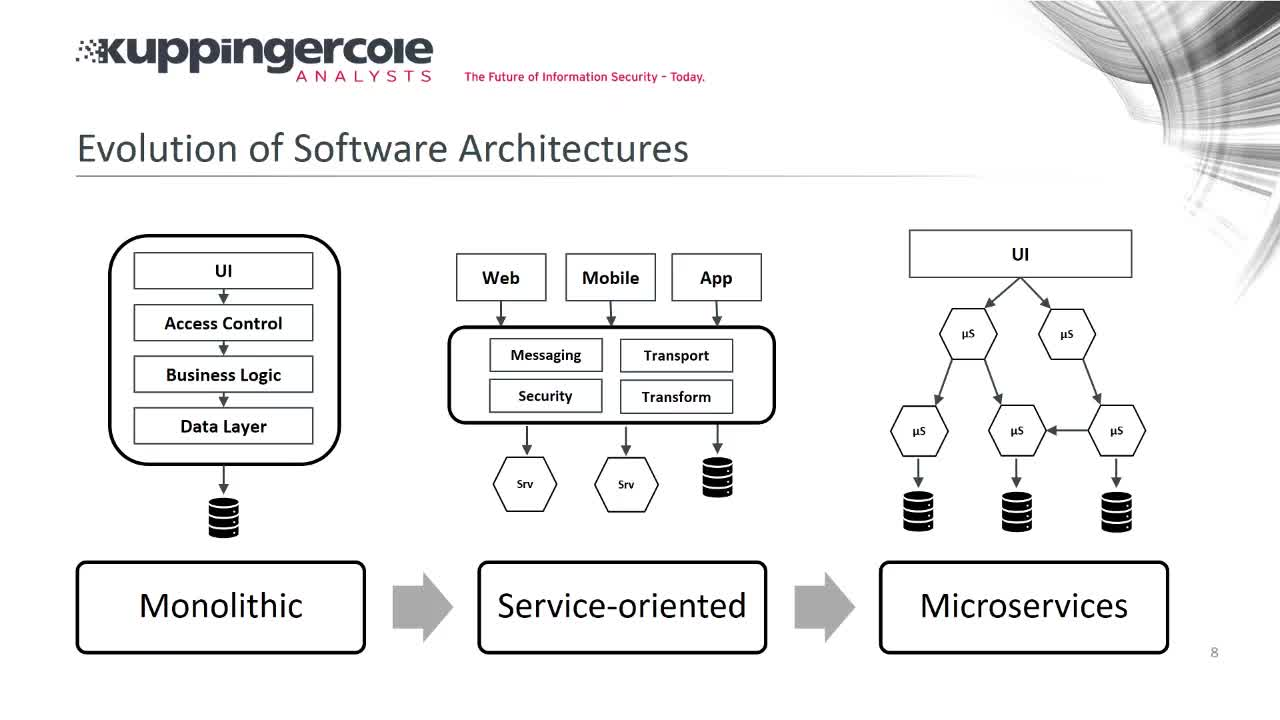 kuppingercole
ANALYSTS
The Future of Information Security – Today.
Evolution of Software Architectures
UI
Access Control
Business Logic
Data Layer
Web
Mobile
App
Messaging
Transport
Security
Transform
Srv
Srv
UI
µS
µS
µS
µS
µS
Monolithic
Service-oriented
Microservices
8